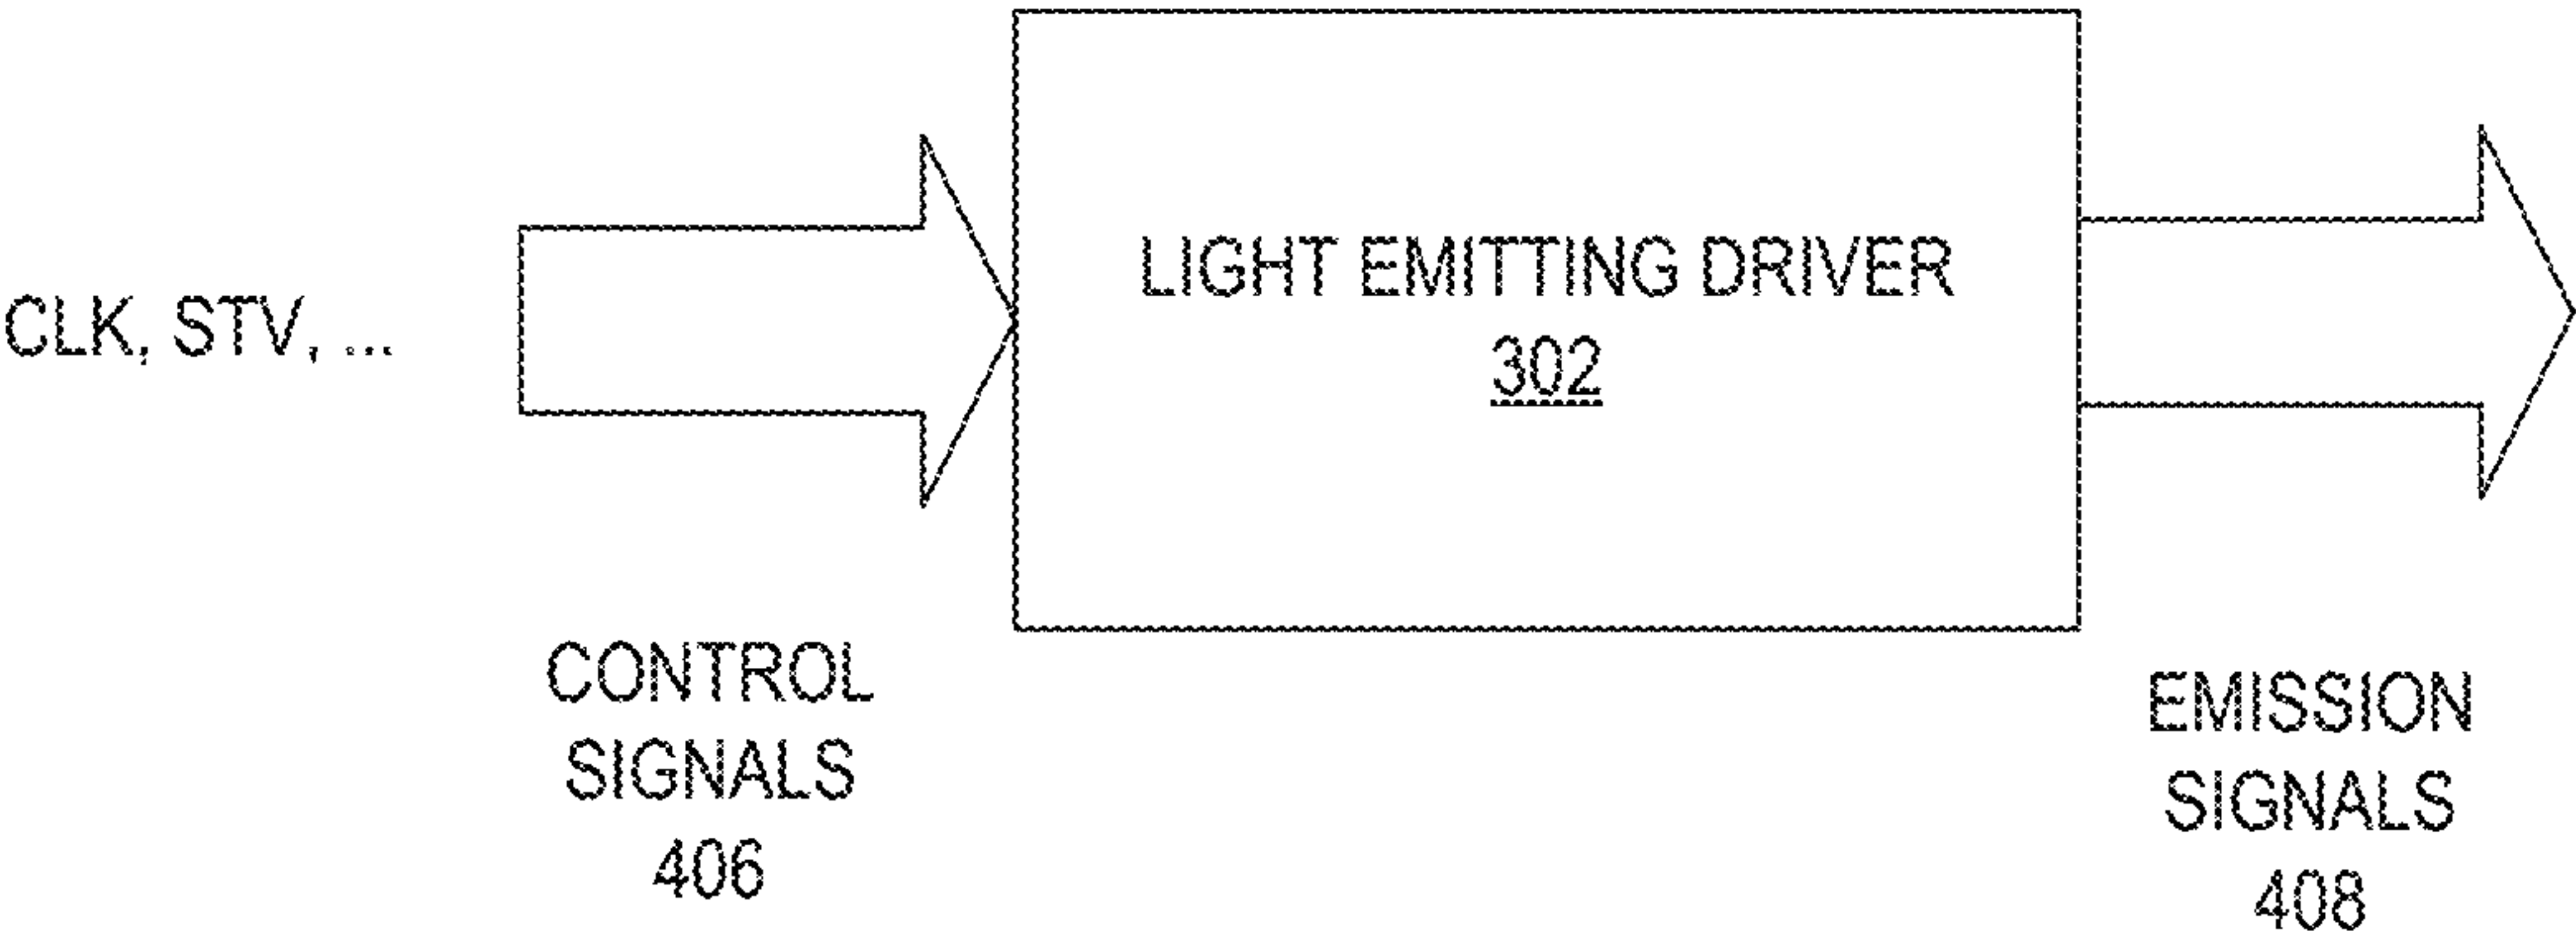 CLK, STV, ...
LIGHT EMITTING DRIVER
302
CONTROL
SIGNALS
406
EMISSION
SIGNALS
408